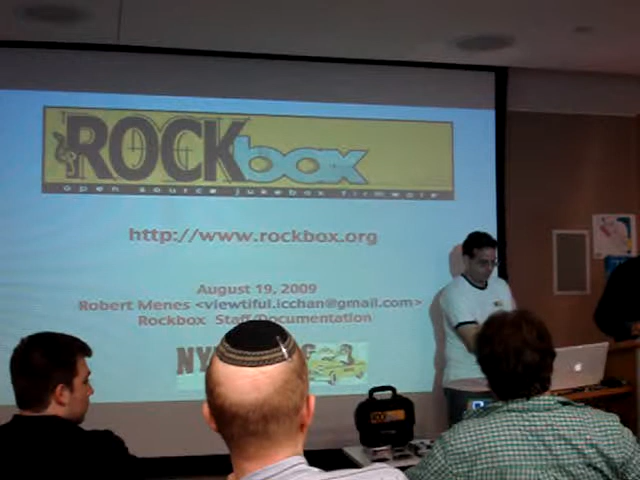 ROCKbox
open source jukebox firmware
http://www.rockbox.org
August 19, 2009
Robert Menes <viewtiful.icchan@gmail.com>
Rockbox Staff/Documentation
NY